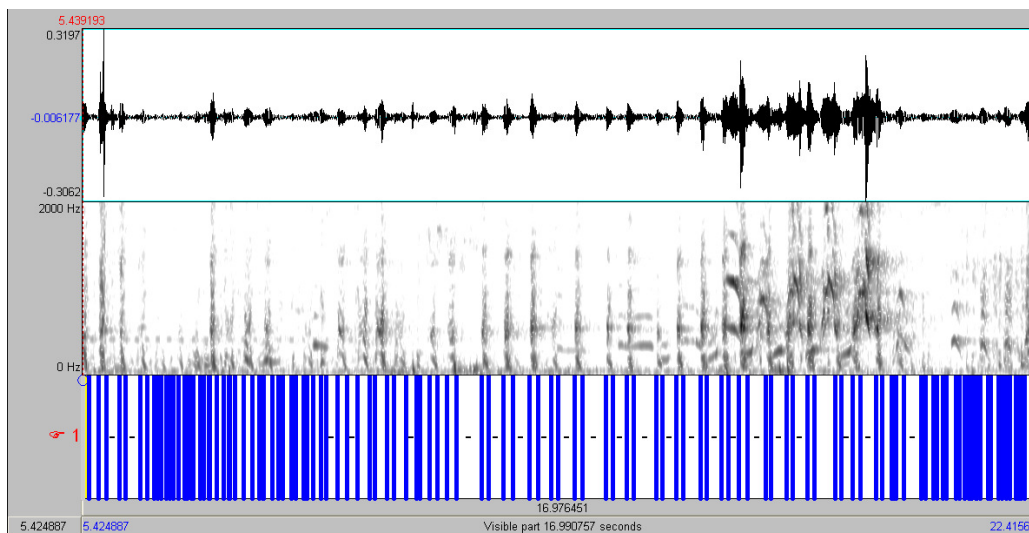 5.439193
0.3197
-0.006177
-0.3062
2000 Hz
0 Hz
1
- - - - - - - - - - - - - - - - - - - - -
16.976451
5.424887 5.424887 Visible part 16.990757 seconds 22.4156